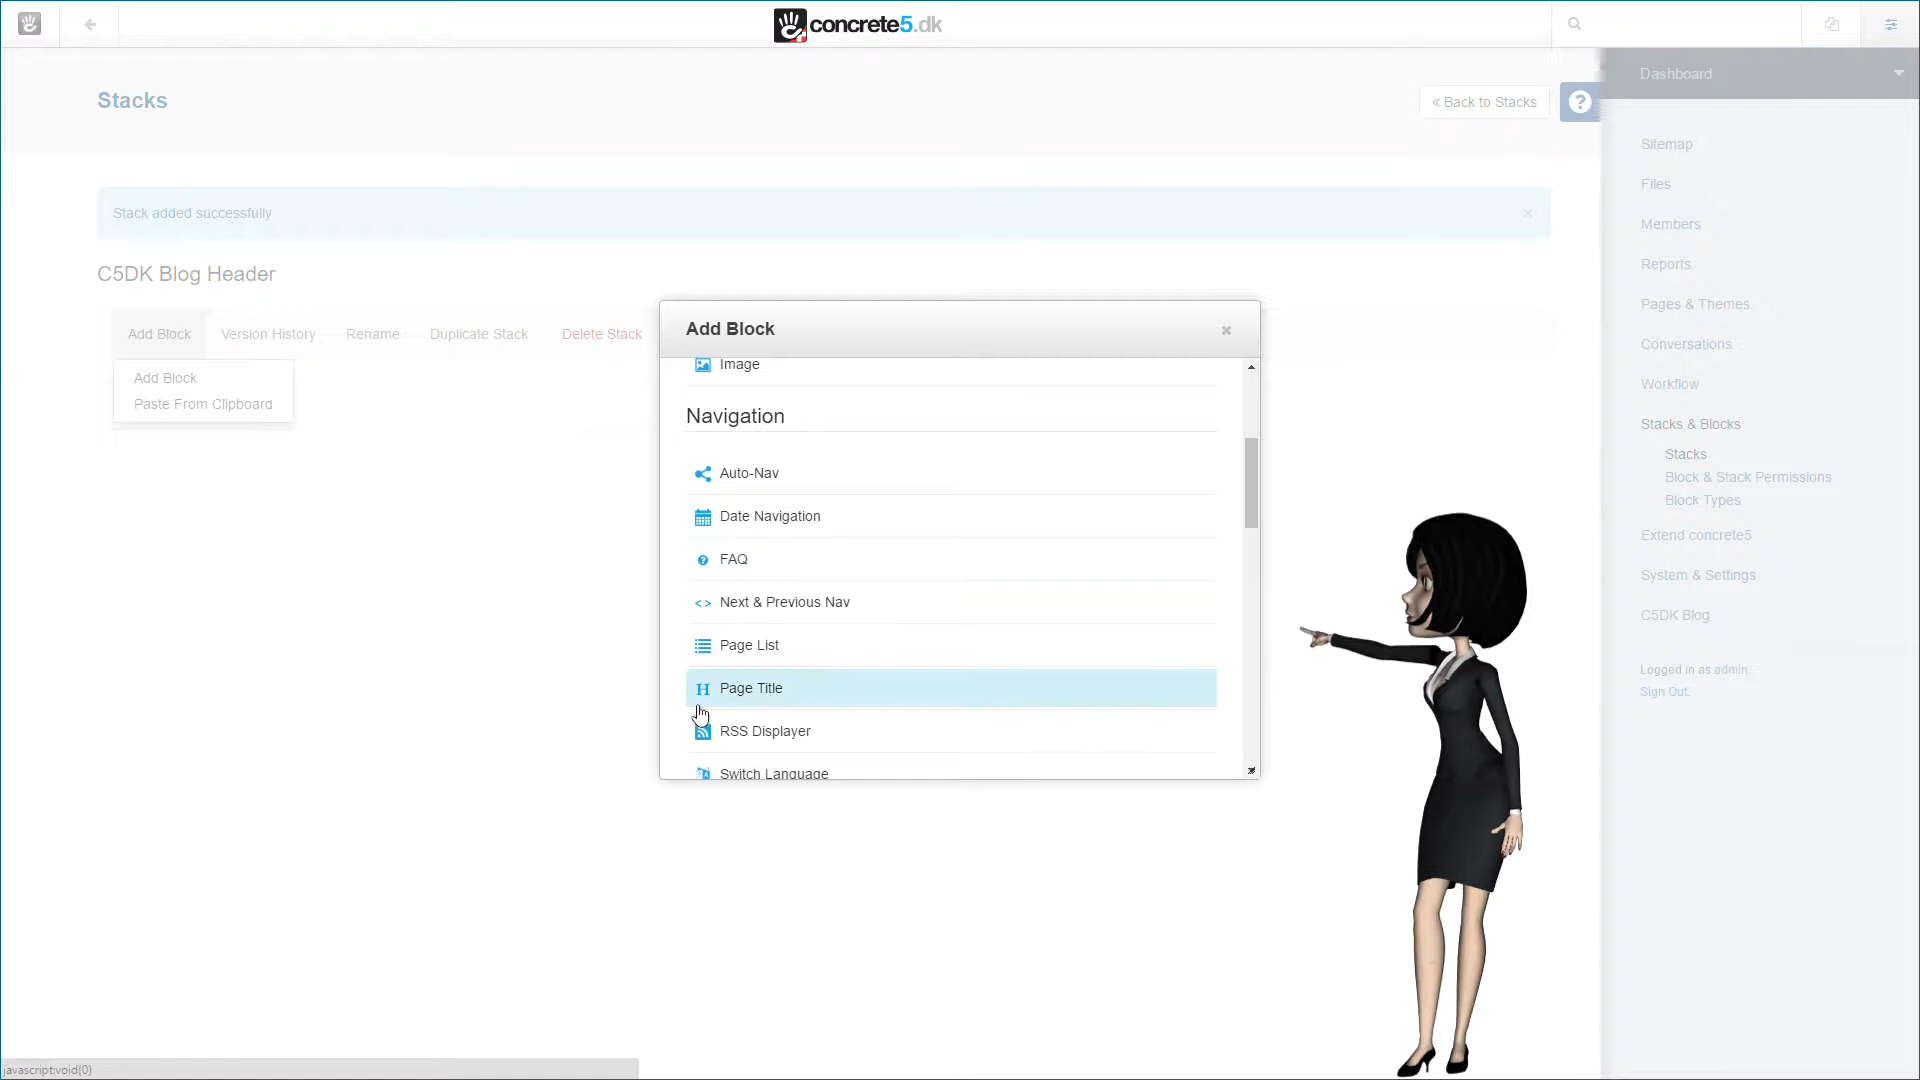 concrete5.dk
Stacks
« Back to Stacks
?
Dashboard
Stack added successfully
×
C5DK Blog Header
Add Block
Version History
Rename
Duplicate Stack
Delete Stack
Add Block
Paste From Clipboard
Add Block
×
Image
Navigation
Auto-Nav
Date Navigation
FAQ
Next & Previous Nav
Page List
Page Title
RSS Displayer
Switch Language
Sitemap
Files
Members
Reports
Pages & Themes
Conversations
Workflow
Stacks & Blocks
Stacks
Block & Stack Permissions
Block Types
Extend concrete5
System & Settings
C5DK Blog
Logged in as admin.
Sign Out.
javascript:void(0)